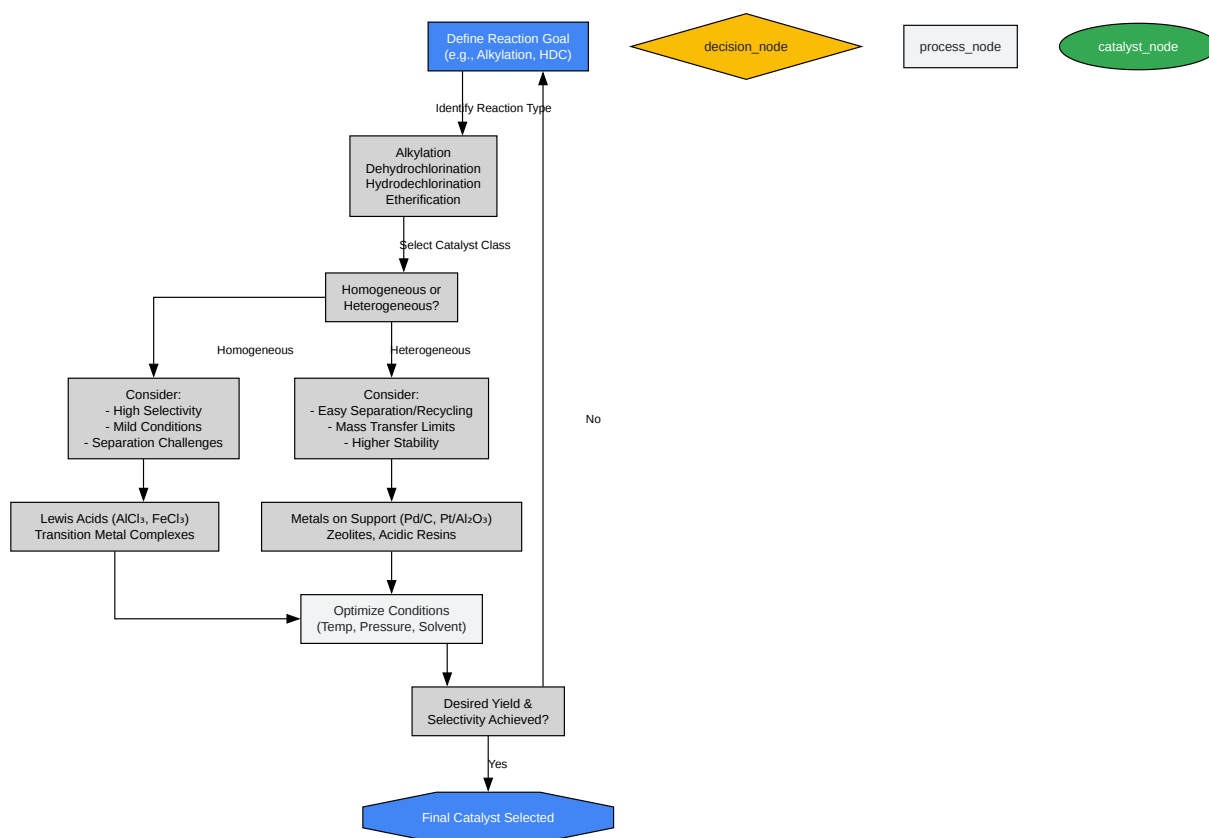 Define Reaction Goal
(e.g., Alkylation, HDC)
decision_node
process_node
catalyst_node
Identify Reaction Type
Alkylation
Dehydrochlorination
Hydrodechlorination
Etherification
Select Catalyst Class
Homogeneous or
Heterogeneous?
Homogeneous
Heterogeneous
Consider:
- High Selectivity
- Mild Conditions
- Separation Challenges
Consider:
- Easy Separation/Recycling
- Mass Transfer Limits
- Higher Stability
No
Lewis Acids (AlCl₃, FeCl₃)
Transition Metal Complexes
Metals on Support (Pd/C, Pt/Al₂O₃)
Zeolites, Acidic Resins
Optimize Conditions
(Temp, Pressure, Solvent)
Desired Yield &
Selectivity Achieved?
Yes
Final Catalyst Selected